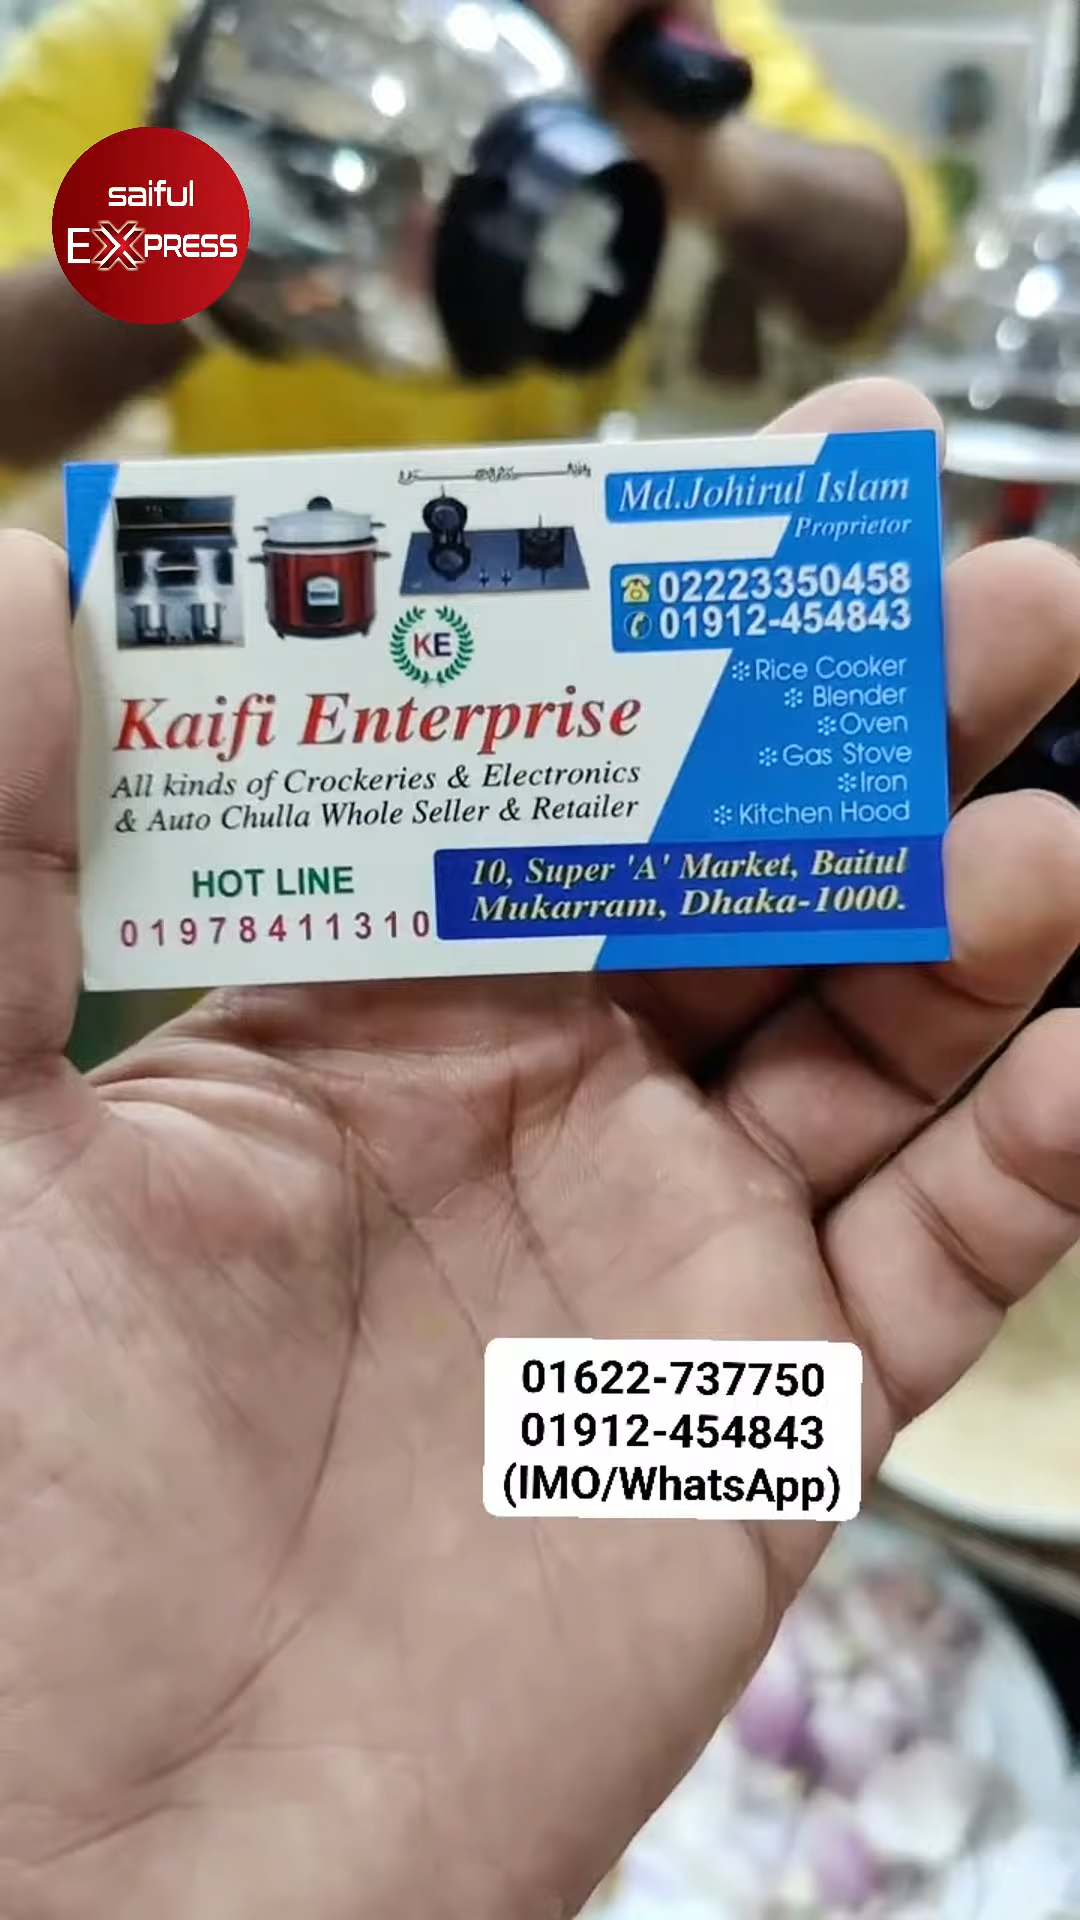 saiful
EXPRESS
Md.Johirul Islam
Proprietor
02223350458
01912-454843
KE
Kaifi Enterprise
All kinds of Crockeries & Electronics
& Auto Chulla Whole Seller & Retailer
Rice Cooker
Blender
Oven
Gas Stove
Iron
Kitchen Hood
HOT LINE
01978411310
10, Super 'A' Market, Baitul
Mukarram, Dhaka-1000.
01622-737750
01912-454843
(IMO/WhatsApp)